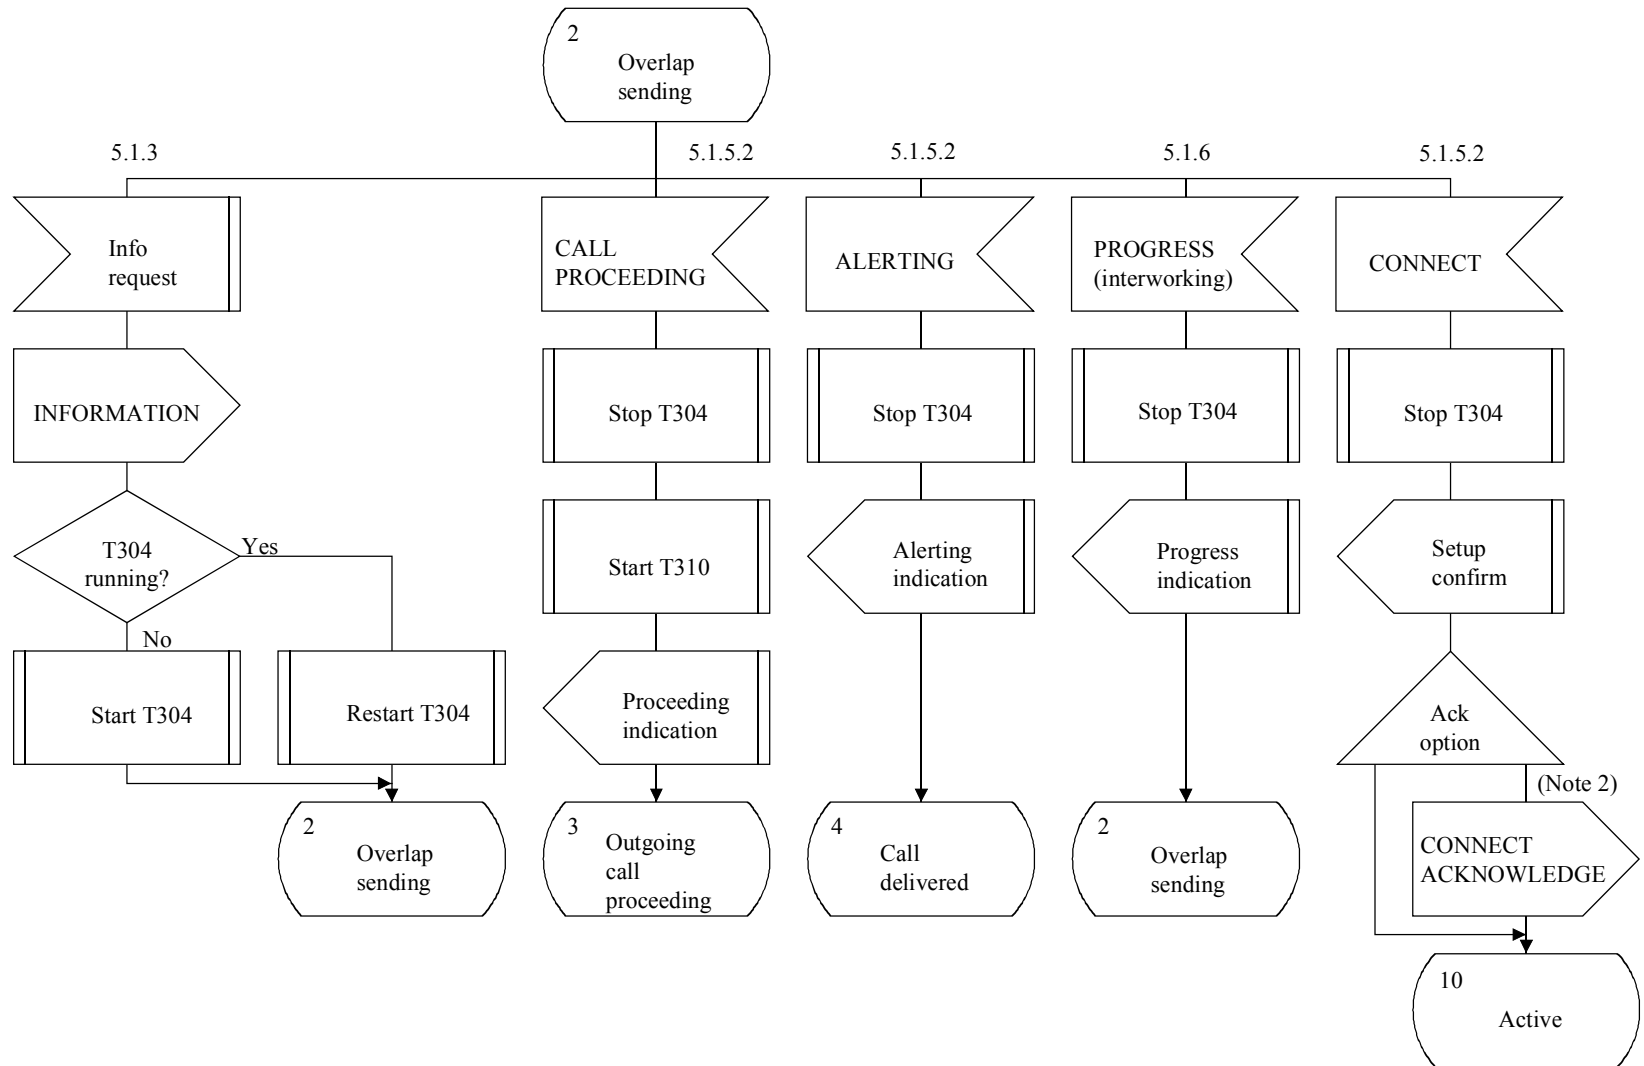 2
Overlap
sending
5.1.3
5.1.5.2
5.1.5.2
5.1.6
5.1.5.2
Info
request
CALL
PROCEEDING
ALERTING
PROGRESS
(interworking)
CONNECT
INFORMATION
Stop T304
Stop T304
Stop T304
Stop T304
T304
running?
Yes
No
Start T310
Alerting
indication
Progress
indication
Setup
confirm
Start T304
Restart T304
Proceeding
indication
Ack
option
(Note 2)
2
Overlap
sending
3
Outgoing
call
proceeding
4
Call
delivered
2
Overlap
sending
CONNECT
ACKNOWLEDGE
10
Active